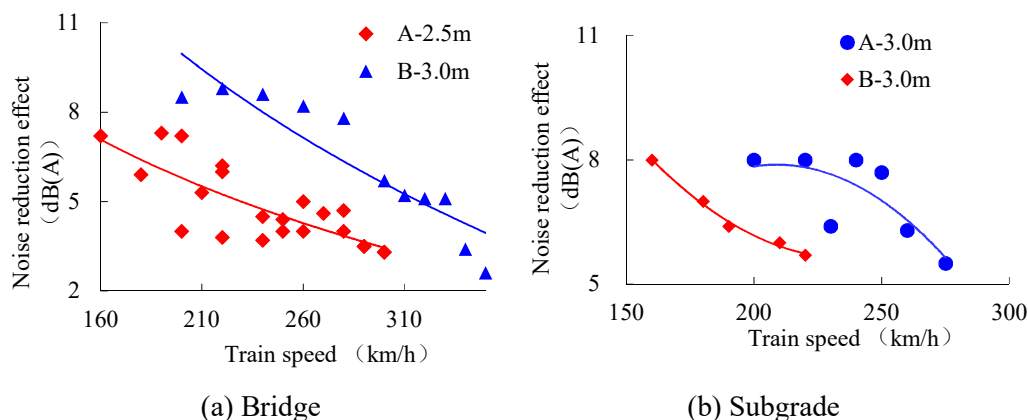 Noise reduction effect
(dB(A))
11
8
5
2
160
210
260
310
Train speed （km/h）
A-2.5m
B-3.0m
(a) Bridge
Noise reduction effect
（dB(A)）
11
8
5
150
200
250
300
Train speed （km/h）
A-3.0m
B-3.0m
(b) Subgrade